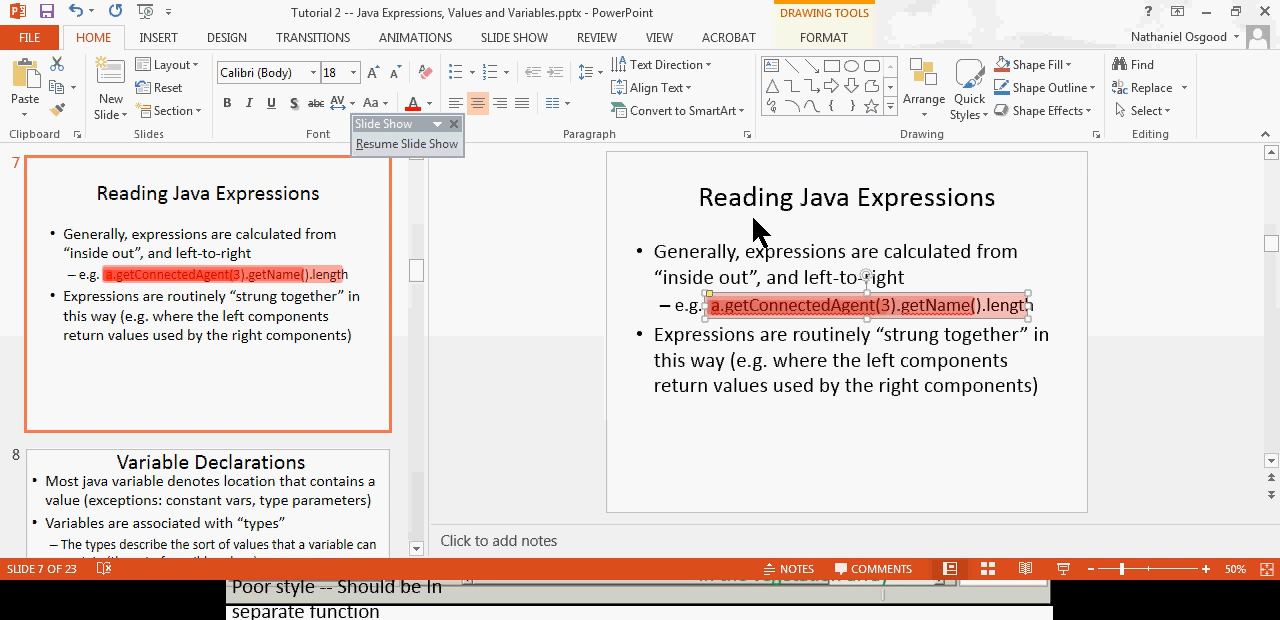 Tutorial 2 -- Java Expressions, Values and Variables.pptx - PowerPoint
DRAWING TOOLS
?
FILE
HOME
INSERT
DESIGN
TRANSITIONS
ANIMATIONS
SLIDE SHOW
REVIEW
VIEW
ACROBAT
FORMAT
Nathaniel Osgood
Paste
New
Slide
Layout
Reset
Section
Calibri (Body)
18
B I U S abc AV Aa A
Text Direction
Align Text
Convert to SmartArt
Arrange
Quick
Styles
Shape Fill
Shape Outline
Shape Effects
Find
Replace
Select
Clipboard
Slides
Font
Paragraph
Drawing
Editing
Slide Show
Resume Slide Show
7
Reading Java Expressions
• Generally, expressions are calculated from
“inside out”, and left-to-right
– e.g. a.getConnectedAgent(3).getName().length
• Expressions are routinely “strung together” in
this way (e.g. where the left components
return values used by the right components)
8
Variable Declarations
• Most java variable denotes location that contains a
value (exceptions: constant vars, type parameters)
• Variables are associated with “types”
– The types describe the sort of values that a variable can
Reading Java Expressions
• Generally, expressions are calculated from
“inside out”, and left-to-right
– e.g. a.getConnectedAgent(3).getName().length
• Expressions are routinely “strung together” in
this way (e.g. where the left components
return values used by the right components)
Click to add notes
SLIDE 7 OF 23
NOTES
COMMENTS
50%
Poor style -- Should be in
separate function